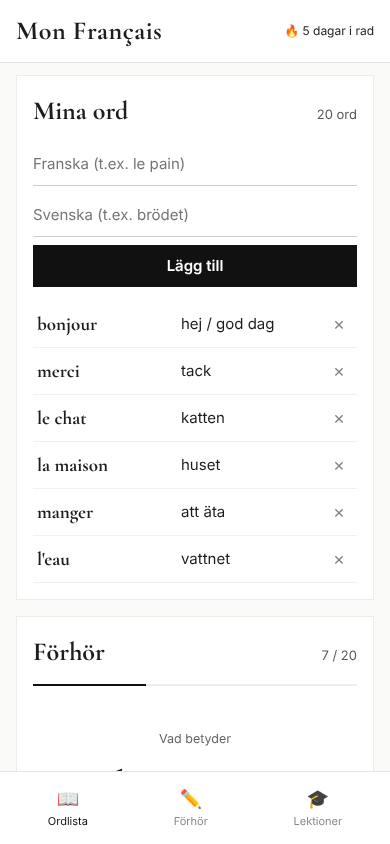 Mon Français
🔥 5 dagar i rad
Mina ord
20 ord
Franska (t.ex. le pain)
Svenska (t.ex. brödet)
Lägg till
bonjour hej / god dag ×
merci tack ×
le chat katten ×
la maison huset ×
manger att äta ×
l'eau vattnet ×
Förhör
7 / 20
Vad betyder
Ordlista Förhör Lektioner